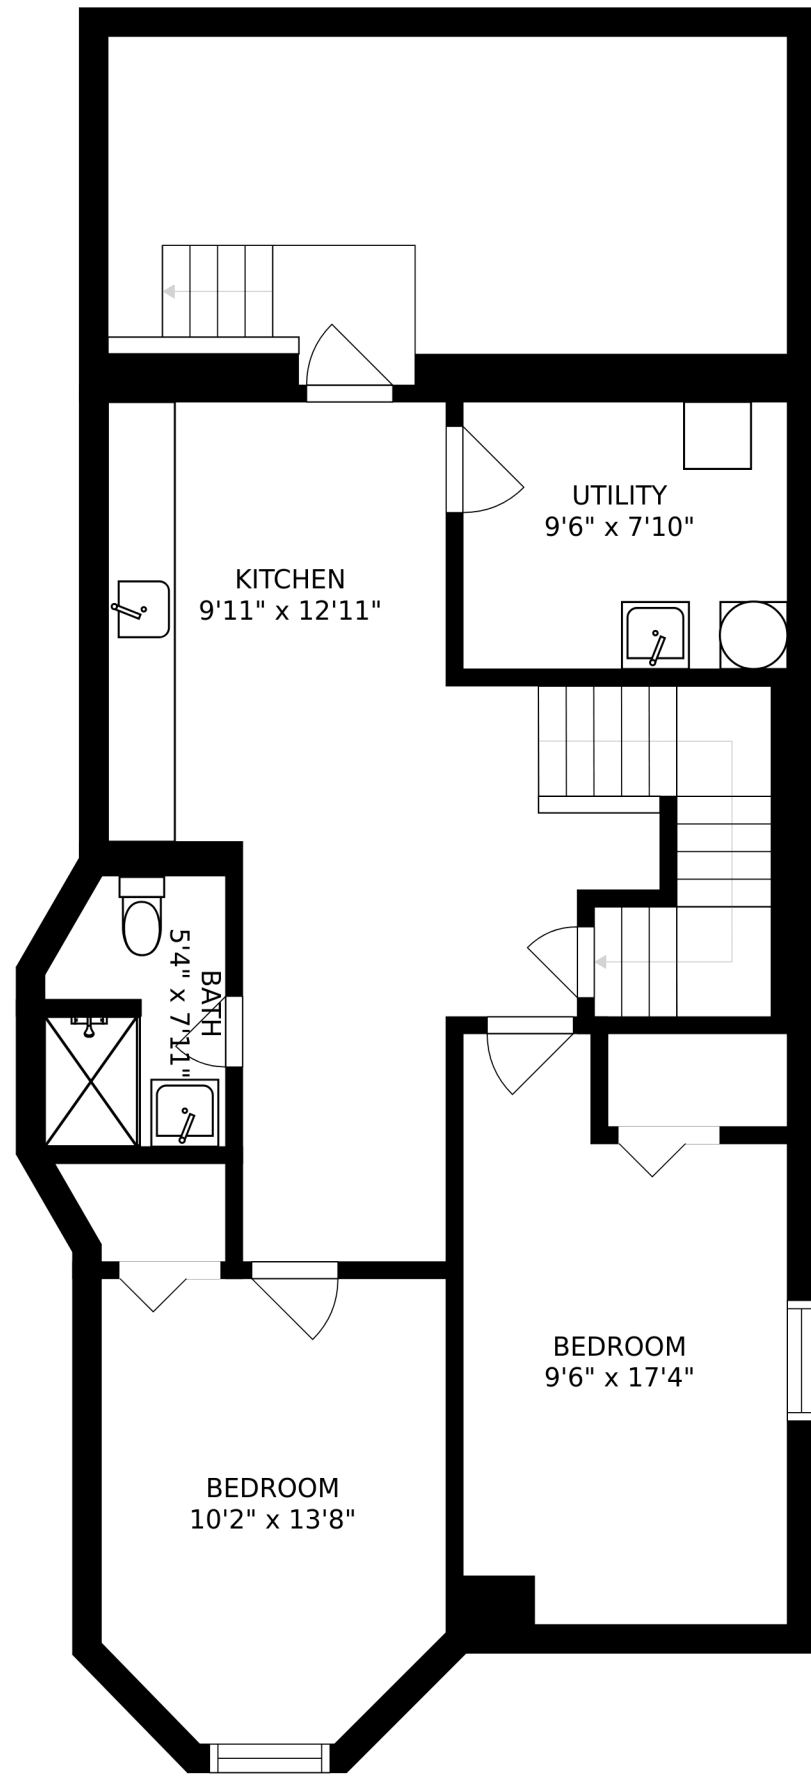 UTILITY
9'6" x 7'10"
KITCHEN
9'11" x 12'11"
BATH
5'4" x 7'11"
BEDROOM
9'6" x 17'4"
BEDROOM
10'2" x 13'8"